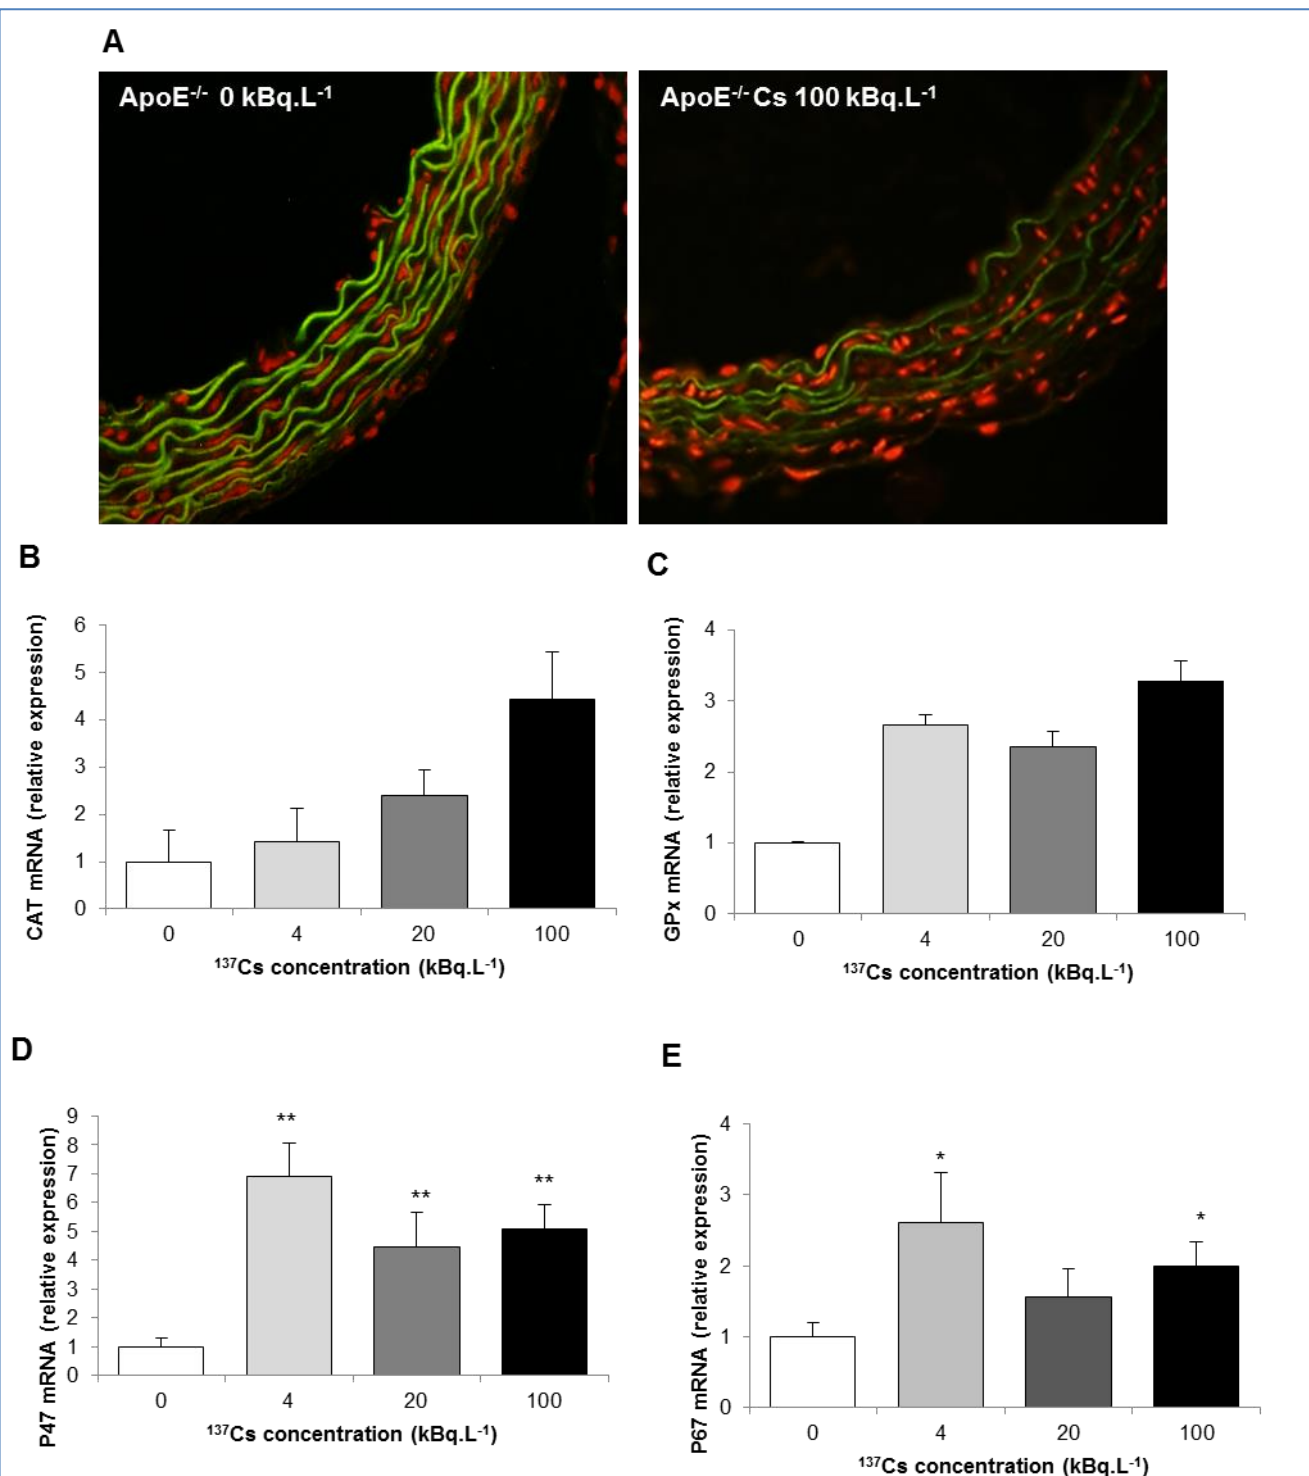 A
ApoE-/- 0 kBq.L-1
ApoE-/- Cs 100 kBq.L-1
B
CAT mRNA (relative expression)
6
5
4
3
2
1
0
0 4 20 100
137Cs concentration (kBq.L-1)
C
GPx mRNA (relative expression)
4
3
2
1
0
0 4 20 100
137Cs concentration (kBq.L-1)
D
P47 mRNA (relative expression)
9
8
7
6
5
4
3
2
1
0
**
**
**
0 4 20 100
137Cs concentration (kBq.L-1)
E
P67 mRNA (relative expression)
4
3
2
1
0
*
*
0 4 20 100
137Cs concentration (kBq.L-1)